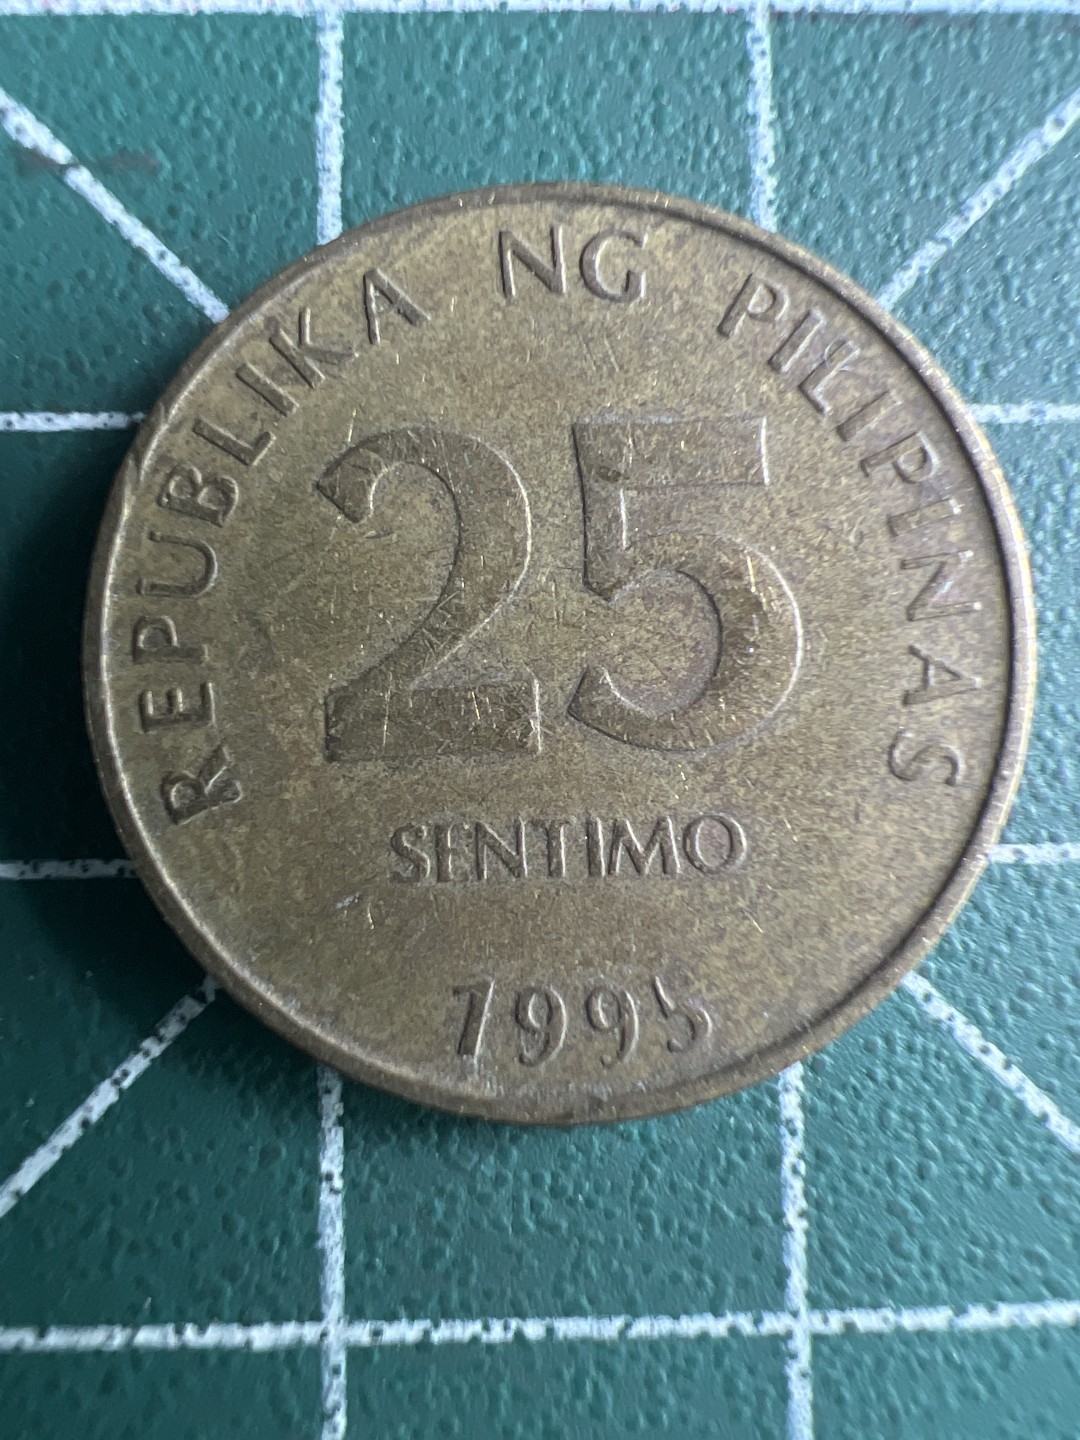 REPUBLIKA NG PILIPINAS
25
SENTIMO
1995